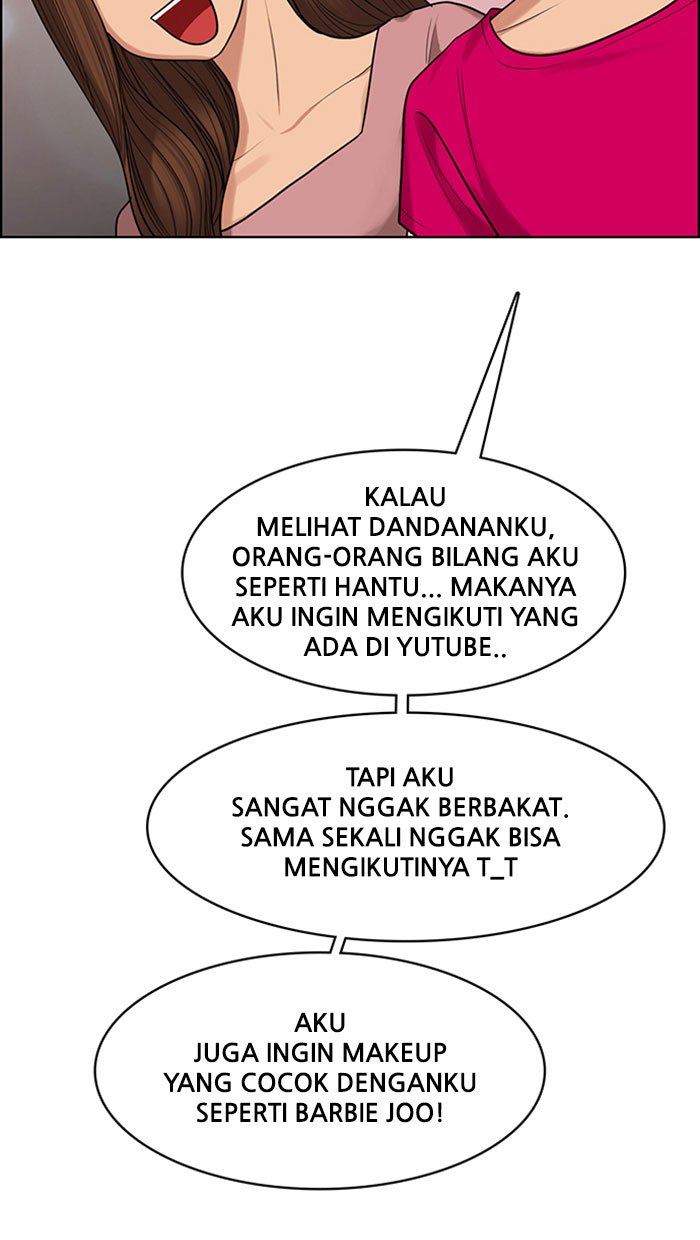 KALAU
MELIHAT DANDANANKU,
ORANG-ORANG BILANG AKU
SEPERTI HANTU... MAKANYA
AKU INGIN MENGIKUTI YANG
ADA DI YUTUBE..
TAPI AKU
SANGAT NGGAK BERBAKAT.
SAMA SEKALI NGGAK BISA
MENGIKUTINYA T_T
AKU
JUGA INGIN MAKEUP
YANG COCOK DENGANKU
SEPERTI BARBIE JOO!